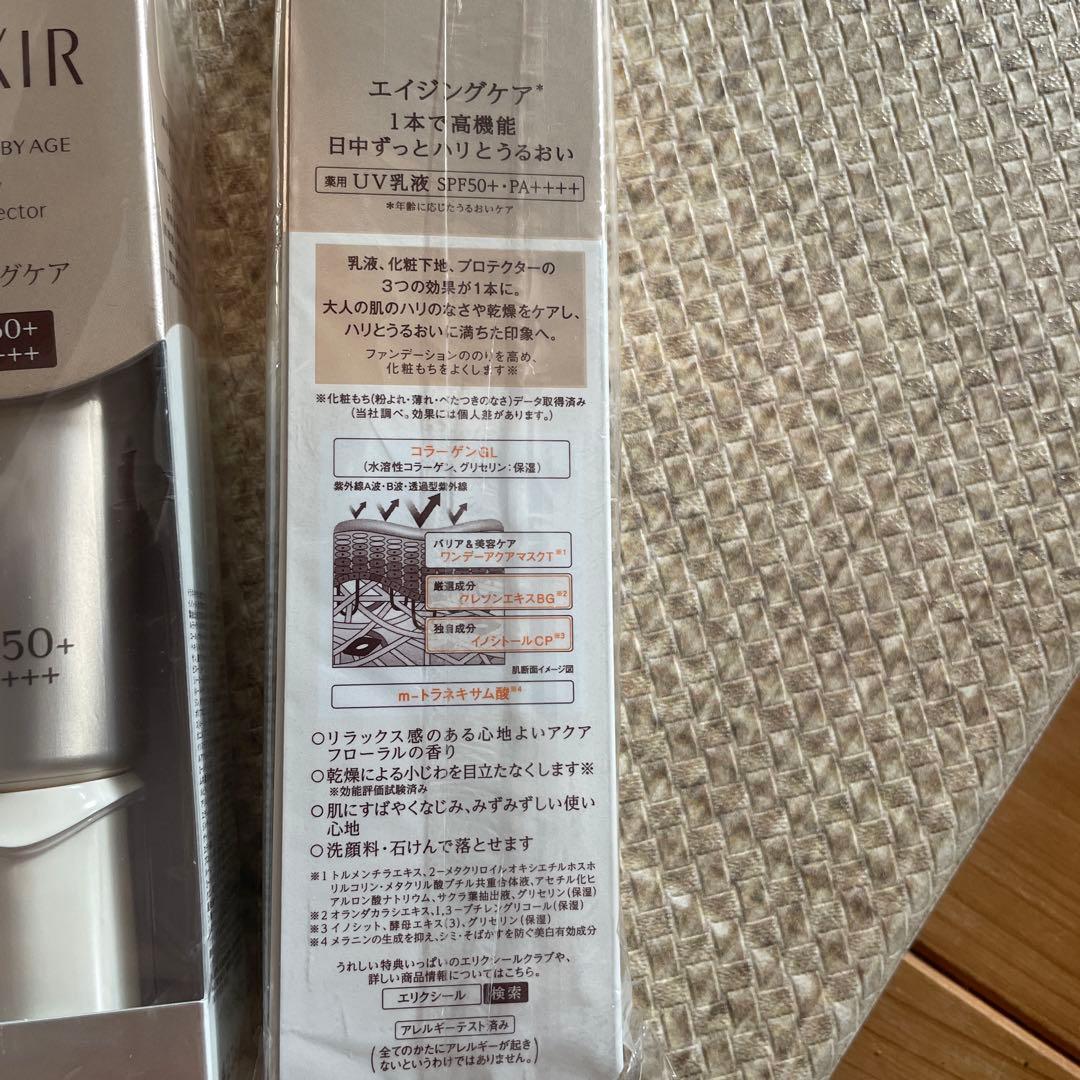 XIR
BY AGE
ector
グケア
50+
+++
50+
+++
エイジングケア*
1本で高機能
日中ずっとハリとうるおい
薬用 UV乳液 SPF50+・PA++++
*年齢に応じたうるおいケア
乳液、化粧下地、プロテクターの
3つの効果が1本に。
大人の肌のハリのなさや乾燥をケアし、
ハリとうるおいに満ちた印象へ。
ファンデーションののりを高め、
化粧もちをよくします※
※化粧もち(粉よれ・薄れ・べたつきのなさ)データ取得済み
(当社調べ。効果には個人差があります。)
コラーゲンGL
(水溶性コラーゲン、グリセリン:保湿)
紫外線A波・B波・透過型紫外線
バリア&美容ケア
ワンデーアクアマスクT※1
厳選成分
クレソンエキスBG※2
独自成分
イノシトールCP※3
肌断面イメージ図
m-トラネキサム酸※4
○リラックス感のある心地よいアクア
フローラルの香り
○乾燥による小じわを目立たなくします※
※効能評価試験済み
○肌にすばやくなじみ、みずみずしい使い
心地
○洗顔料・石けんで落とせます
※1 トルメンチラエキス、2-メタクリロイルオキシエチルホスホ
リルコリン・メタクリル酸ブチル共重合体液、アセチル化ヒ
アルロン酸ナトリウム、サクラ葉抽出液、グリセリン(保湿)
※2 オランダカラシエキス、1,3-ブチレングリコール(保湿)
※3 イノシット、酵母エキス(3)、グリセリン(保湿)
※4 メラニンの生成を抑え、シミ・そばかすを防ぐ美白有効成分
うれしい特典いっぱいのエリクシールクラブや、
詳しい商品情報についてはこちら。
エリクシール 検索
アレルギーテスト済み
(全てのかたにアレルギーが起き
ないというわけではありません。)